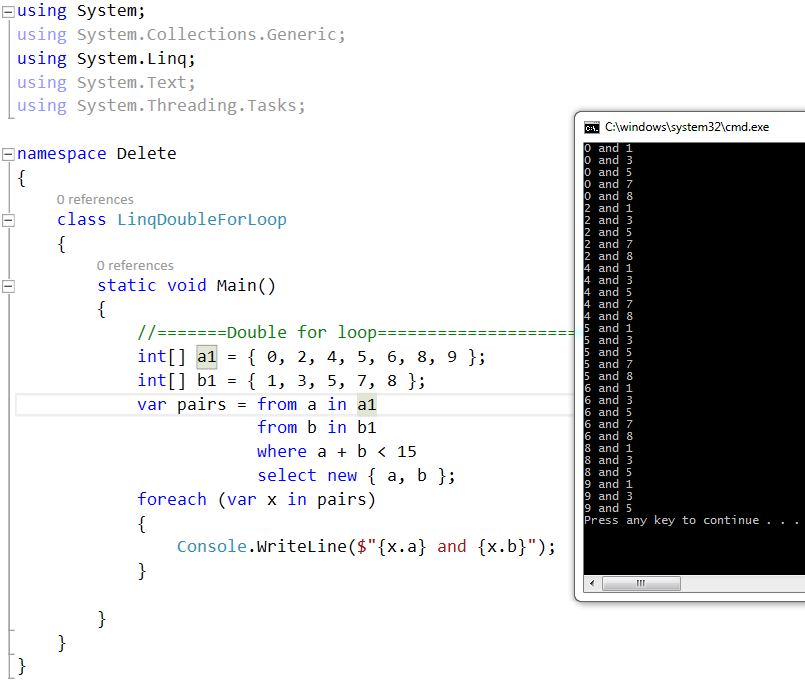 using System;
using System.Collections.Generic;
using System.Linq;
using System.Text;
using System.Threading.Tasks;
namespace Delete
{
0 references
class LinqDoubleForLoop
{
0 references
static void Main()
{
//=======Double for loop=====================
int[] a1 = { 0, 2, 4, 5, 6, 8, 9 };
int[] b1 = { 1, 3, 5, 7, 8 };
var pairs = from a in a1
from b in b1
where a + b < 15
select new { a, b };
foreach (var x in pairs)
{
Console.WriteLine($"{x.a} and {x.b}");
}
}
}
}
C:\windows\system32\cmd.exe
0 and 1
0 and 3
0 and 5
0 and 7
0 and 8
2 and 1
2 and 3
2 and 5
2 and 7
2 and 8
4 and 1
4 and 3
4 and 5
4 and 7
4 and 8
5 and 1
5 and 3
5 and 5
5 and 7
5 and 8
6 and 1
6 and 3
6 and 5
6 and 7
6 and 8
8 and 1
8 and 3
8 and 5
9 and 1
9 and 3
9 and 5
Press any key to continue . . .